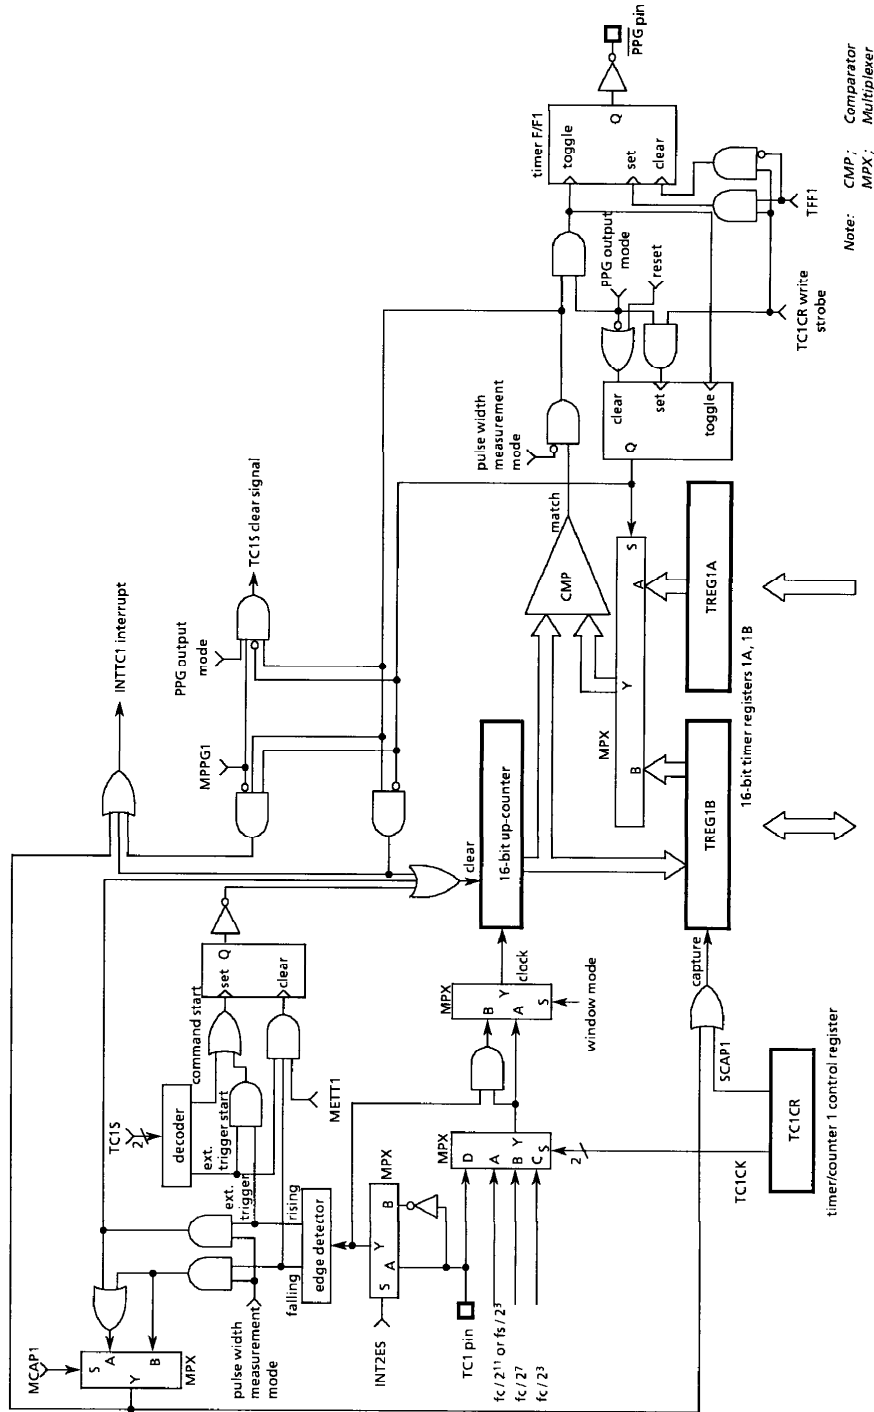 MCAP1
S
A
B
Y
MPX
pulse width
measurement
mode
TC1S
2
decoder
command start
ext.
trigger start
ext.
trigger
rising
falling
edge detector
set
Q
clear
METT1
INT2ES
S
A
Y
B
MPX
TC1 pin
fc / 2¹¹ or fs / 2³
fc / 2⁷
fc / 2³
MPX
D
A
B
C
Y
S
2
TC1CK
MPX
B
Y
A
S
clock
window mode
INTTC1 interrupt
MPPG1
PPG output
mode
TC1S clear signal
clear
16-bit up-counter
CMP
match
pulse width
measurement
mode
MPX
B
Y
A
S
TREG1B
TREG1A
16-bit timer registers 1A, 1B
capture
SCAP1
TC1CR
timer/counter 1 control register
Q
clear
set
toggle
PPG output
mode
reset
TC1CR write
strobe
timer F/F1
toggle
set
clear
Q
TFF1
PPG pin
Note: CMP ; Comparator
MPX ; Multiplexer